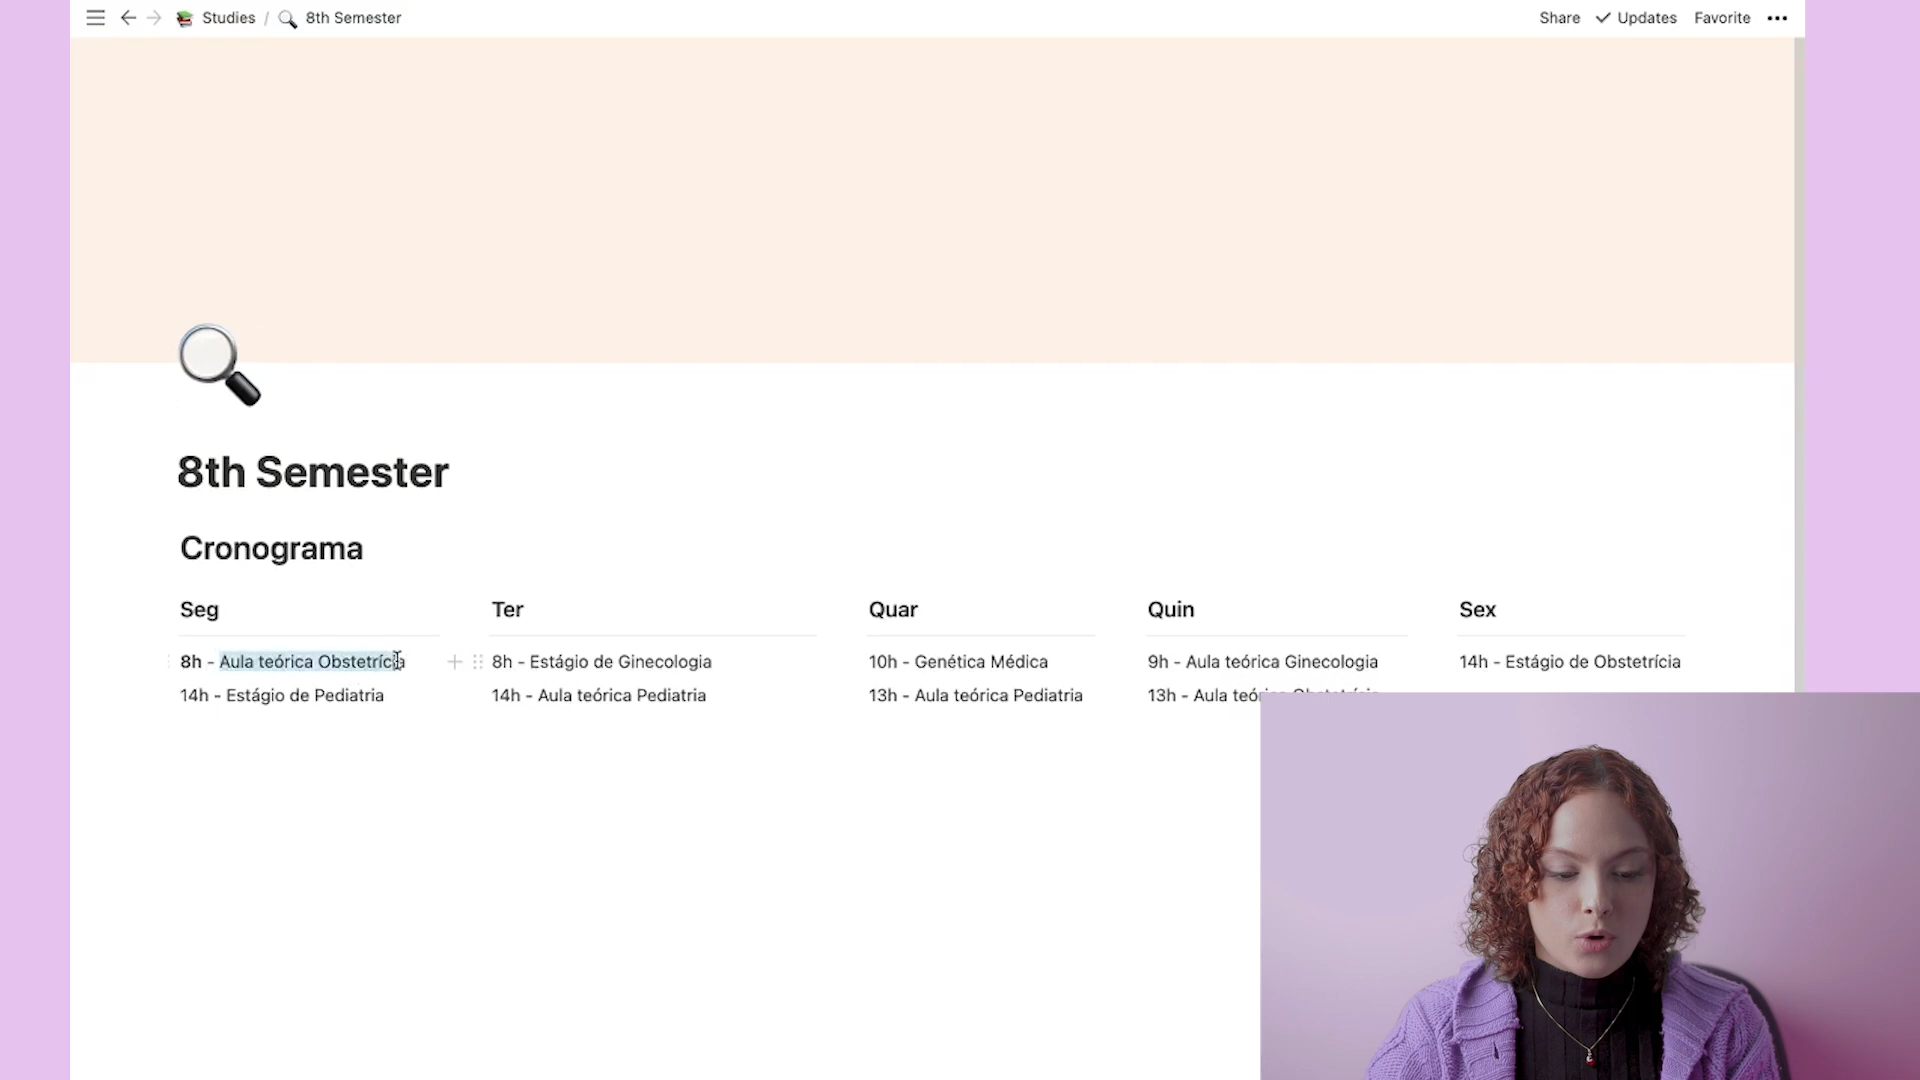 Studies / 8th Semester
Share Updates Favorite
8th Semester
Cronograma
Seg
8h - Aula teórica Obstetrícia
14h - Estágio de Pediatria
Ter
8h - Estágio de Ginecologia
14h - Aula teórica Pediatria
Quar
10h - Genética Médica
13h - Aula teórica Pediatria
Quin
9h - Aula teórica Ginecologia
13h - Aula
Sex
14h - Estágio de Obstetrícia